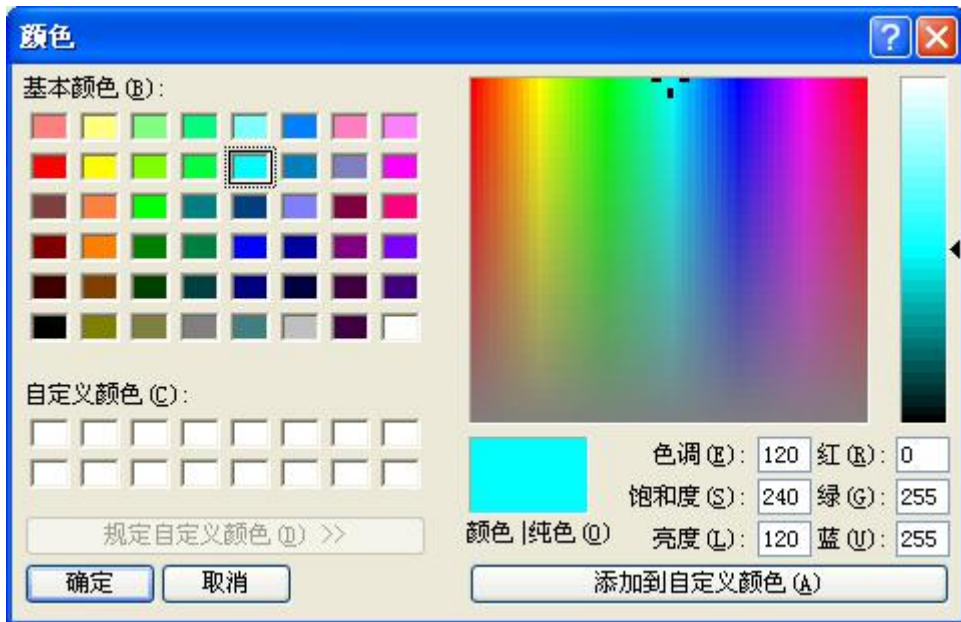 颜色
基本颜色(B):
自定义颜色(C):
规定自定义颜色(D) >>
确定 取消
颜色|纯色(O)
色调(E): 120 红(R): 0
饱和度(S): 240 绿(G): 255
亮度(L): 120 蓝(U): 255
添加到自定义颜色(A)